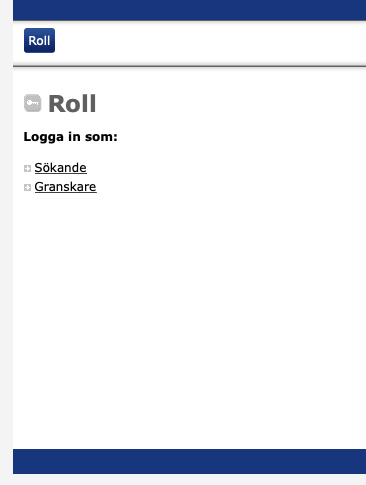 Roll
Roll
Logga in som:
Sökande
Granskare